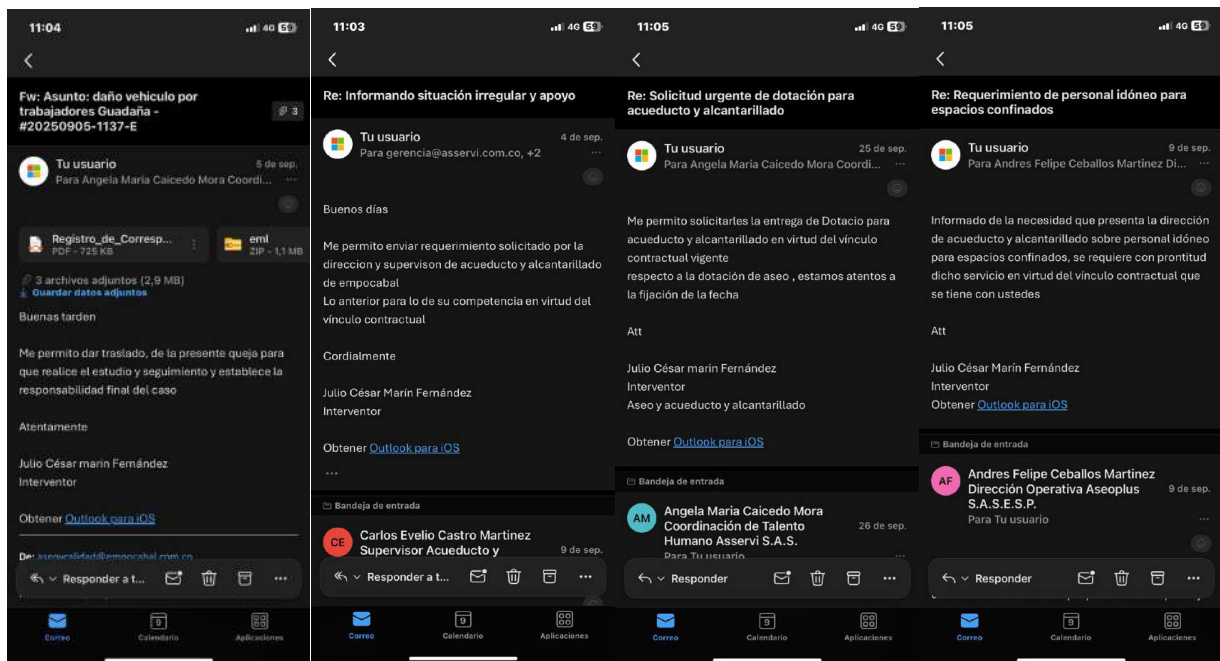 11:04
4G 59
Fw: Asunto: daño vehiculo por
trabajadores Guadaña -
#20250905-1137-E
3
Tu usuario
5 de sep.
Para Angela Maria Caicedo Mora Coordi...
Registro_de_Corresp...
PDF - 725 KB
eml
ZIP - 1,1 MB
3 archivos adjuntos (2,9 MB)
Guardar datos adjuntos
Buenas tarden
Me permito dar traslado, de la presente queja para
que realice el estudio y seguimiento y establece la
responsabilidad final del caso
Atentamente
Julio César marin Fernández
Interventor
Obtener Outlook para iOS
De: aseoycalidad@empocabal.com.co
Responder a t...
Correo
9
Calendario
Aplicaciones
11:03
4G 59
Re: Informando situación irregular y apoyo
Tu usuario
4 de sep.
Para gerencia@asservi.com.co, +2
Buenos días
Me permito enviar requerimiento solicitado por la
direccion y supervison de acueducto y alcantarillado
de empocabal
Lo anterior para lo de su competencia en virtud del
vínculo contractual
Cordialmente
Julio César Marín Fernández
Interventor
Obtener Outlook para iOS
Bandeja de entrada
CE
Carlos Evelio Castro Martinez
Supervisor Acueducto y
9 de sep.
Responder a t...
Correo
9
Calendario
Aplicaciones
11:05
4G 59
Re: Solicitud urgente de dotación para
acueducto y alcantarillado
Tu usuario
25 de sep.
Para Angela Maria Caicedo Mora Coordi...
Me permito solicitarles la entrega de Dotacio para
acueducto y alcantarillado en virtud del vínculo
contractual vigente
respecto a la dotación de aseo , estamos atentos a
la fijación de la fecha
Att
Julio César marin Fernández
Interventor
Aseo y acueducto y alcantarillado
Obtener Outlook para iOS
Bandeja de entrada
AM
Angela Maria Caicedo Mora
Coordinación de Talento
Humano Asservi S.A.S.
26 de sep.
Para Tu usuario
Responder
Correo
9
Calendario
Aplicaciones
11:05
4G 59
Re: Requerimiento de personal idóneo para
espacios confinados
Tu usuario
9 de sep.
Para Andres Felipe Ceballos Martinez Di...
Informado de la necesidad que presenta la dirección
de acueducto y alcantarillado sobre personal idóneo
para espacios confinados, se requiere con prontitud
dicho servicio en virtud del vínculo contractual que
se tiene con ustedes
Att
Julio César Marín Fernández
Interventor
Obtener Outlook para iOS
Bandeja de entrada
AF
Andres Felipe Ceballos Martinez
Dirección Operativa Aseoplus
S.A.S.E.S.P.
9 de sep.
Para Tu usuario
Responder
Correo
9
Calendario
Aplicaciones